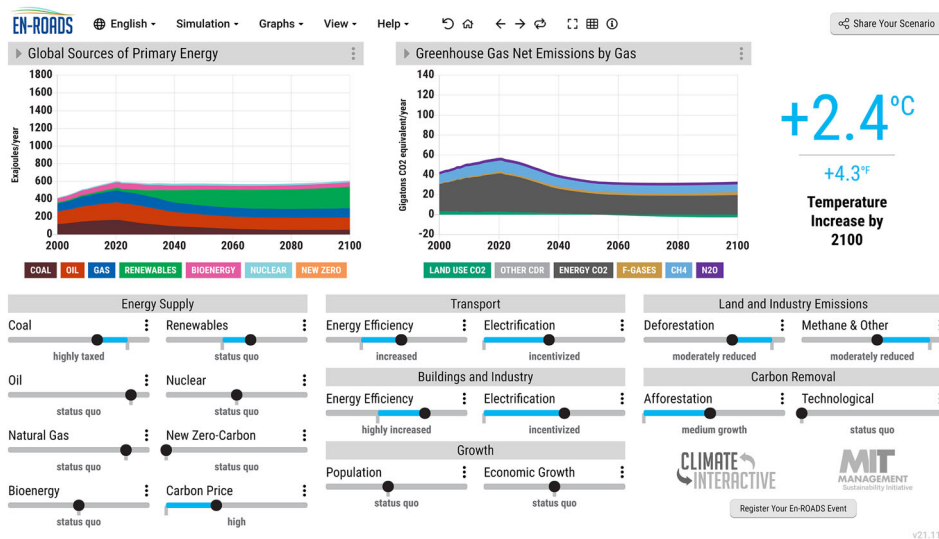 EN-ROADS
English
Simulation
Graphs
View
Help
Share Your Scenario
Global Sources of Primary Energy
Exajoules/year
1800
1600
1400
1200
1000
800
600
400
200
0
2000 2020 2040 2060 2080 2100
COAL OIL GAS RENEWABLES BIOENERGY NUCLEAR NEW ZERO
Greenhouse Gas Net Emissions by Gas
Gigatons CO2 equivalent/year
140
120
100
80
60
40
20
0
-20
2000 2020 2040 2060 2080 2100
LAND USE CO2 OTHER CDR ENERGY CO2 F-GASES CH4 N2O
+2.4°C
+4.3°F
Temperature
Increase by
2100
Energy Supply
Coal
highly taxed
Renewables
status quo
Oil
status quo
Nuclear
status quo
Natural Gas
status quo
New Zero-Carbon
status quo
Bioenergy
status quo
Carbon Price
high
Transport
Energy Efficiency
increased
Electrification
incentivized
Buildings and Industry
Energy Efficiency
highly increased
Electrification
incentivized
Growth
Population
status quo
Economic Growth
status quo
Land and Industry Emissions
Deforestation
moderately reduced
Methane & Other
moderately reduced
Carbon Removal
Afforestation
medium growth
Technological
status quo
CLIMATE
INTERACTIVE
MIT
MANAGEMENT
Sustainability Initiative
Register Your En-ROADS Event
v21.11